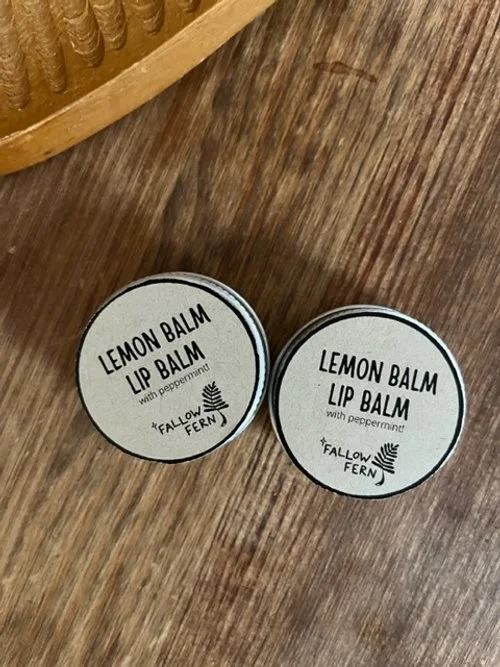 LEMON BALM
LIP BALM
with peppermint!
FALLOW
FERN
LEMON BALM
LIP BALM
with peppermint!
FALLOW
FERN